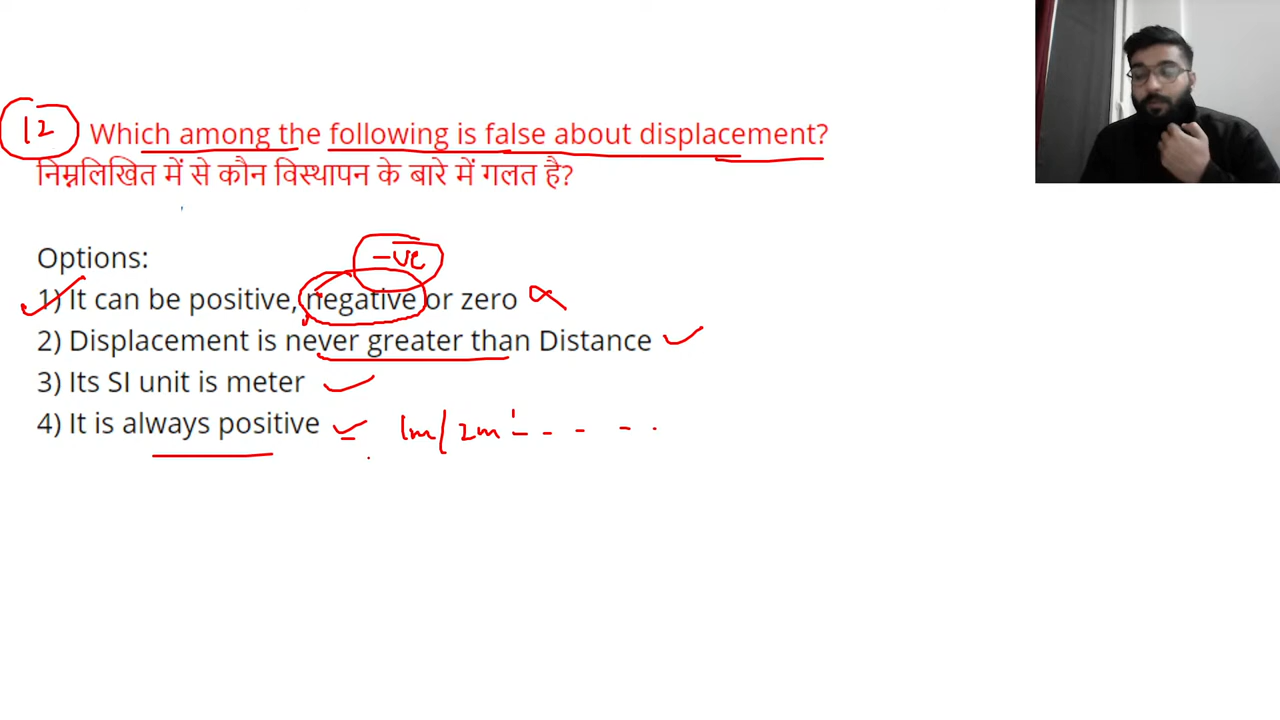 12 Which among the following is false about displacement?
निम्नलिखित में से कौन विस्थापन के बारे में गलत है?
Options:
-ve
1) It can be positive, negative or zero
2) Displacement is never greater than Distance
3) Its SI unit is meter
4) It is always positive 1m/2m - - - - .